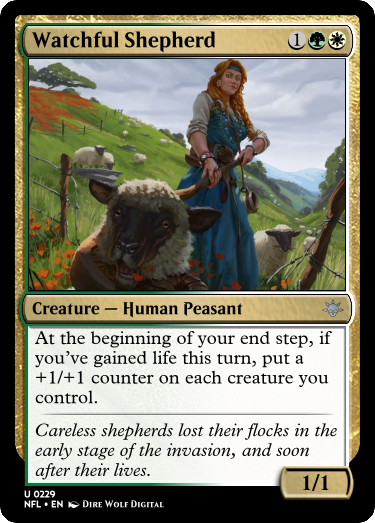 Watchful Shepherd 1
Creature — Human Peasant
At the beginning of your end step, if
you've gained life this turn, put a
+1/+1 counter on each creature you
control.
Careless shepherds lost their flocks in the
early stage of the invasion, and soon
after their lives.
1/1
U 0229
NFL • EN Dire Wolf Digital